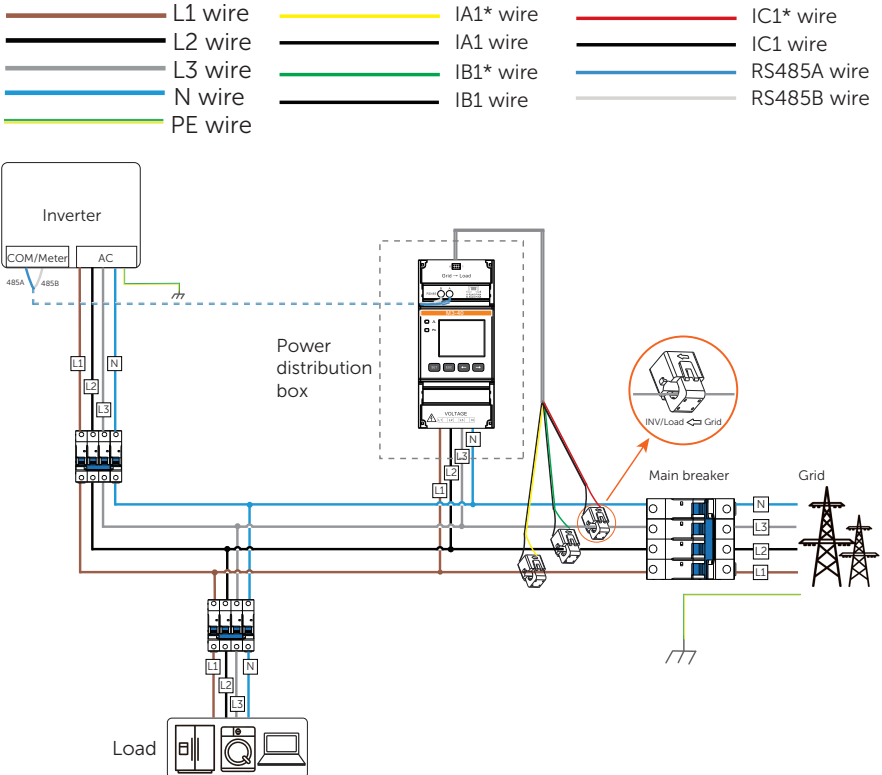 L1 wire
L2 wire
L3 wire
N wire
PE wire
IA1* wire
IA1 wire
IB1* wire
IB1 wire
IC1* wire
IC1 wire
RS485A wire
RS485B wire
Inverter
COM/Meter
AC
485A
485B
Grid → Load
Power
distribution
box
VOLTAGE
L1
L2
L3
N
L1
L2
L3
N
INV/Load ⇦ Grid
Main breaker
Grid
N
L3
L2
L1
L1
L2
L3
N
Load